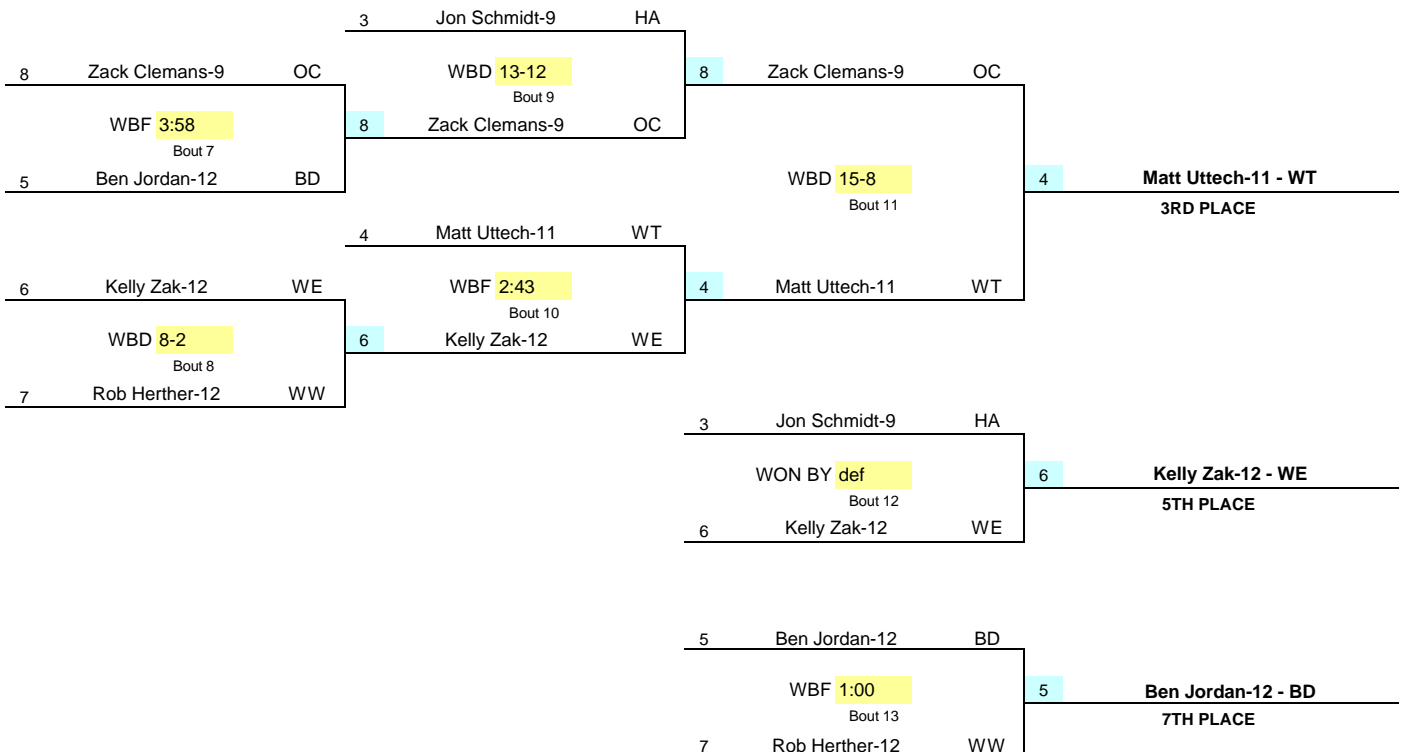 3 Jon Schmidt-9 HA
8 Zack Clemans-9 OC WBD 13-12 8 Zack Clemans-9 OC
Bout 9
WBF 3:58 8 Zack Clemans-9 OC
Bout 7
5 Ben Jordan-12 BD WBD 15-8 4 Matt Uttech-11 - WT
Bout 11 3RD PLACE
4 Matt Uttech-11 WT
6 Kelly Zak-12 WE WBF 2:43 4 Matt Uttech-11 WT
Bout 10
WBD 8-2 6 Kelly Zak-12 WE
Bout 8
7 Rob Herther-12 WW
3 Jon Schmidt-9 HA
WON BY def 6 Kelly Zak-12 - WE
Bout 12 5TH PLACE
6 Kelly Zak-12 WE
5 Ben Jordan-12 BD
WBF 1:00 5 Ben Jordan-12 - BD
Bout 13 7TH PLACE
7 Rob Herther-12 WW